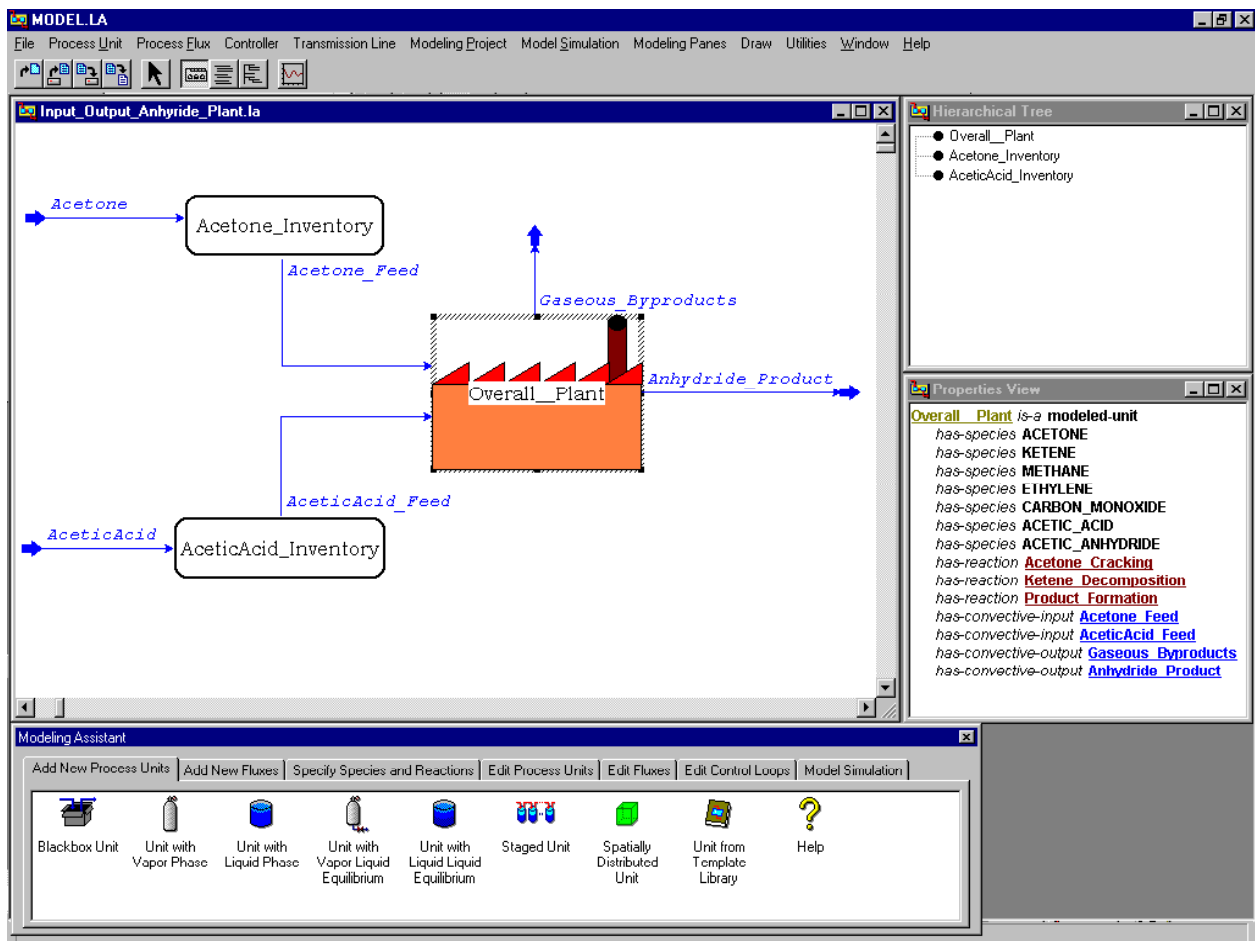 MODEL.LA
File Process Unit Process Flux Controller Transmission Line Modeling Project Model Simulation Modeling Panes Draw Utilities Window Help
Input_Output_Anhyride_Plant.la
Acetone
Acetone_Inventory
Acetone_Feed
Gaseous_Byproducts
Anhydride_Product
Overall__Plant
AceticAcid_Feed
AceticAcid
AceticAcid_Inventory
Hierarchical Tree
Overall__Plant
Acetone_Inventory
AceticAcid_Inventory
Properties View
Overall__Plant is-a modeled-unit
has-species ACETONE
has-species KETENE
has-species METHANE
has-species ETHYLENE
has-species CARBON_MONOXIDE
has-species ACETIC_ACID
has-species ACETIC_ANHYDRIDE
has-reaction Acetone_Cracking
has-reaction Ketene_Decomposition
has-reaction Product_Formation
has-convective-input Acetone_Feed
has-convective-input AceticAcid_Feed
has-convective-output Gaseous_Byproducts
has-convective-output Anhydride_Product
Modeling Assistant
Add New Process Units Add New Fluxes Specify Species and Reactions Edit Process Units Edit Fluxes Edit Control Loops Model Simulation
Blackbox Unit
Unit with
Vapor Phase
Unit with
Liquid Phase
Unit with
Vapor Liquid
Equilibrium
Unit with
Liquid Liquid
Equilibrium
Staged Unit
Spatially
Distributed
Unit
Unit from
Template
Library
Help